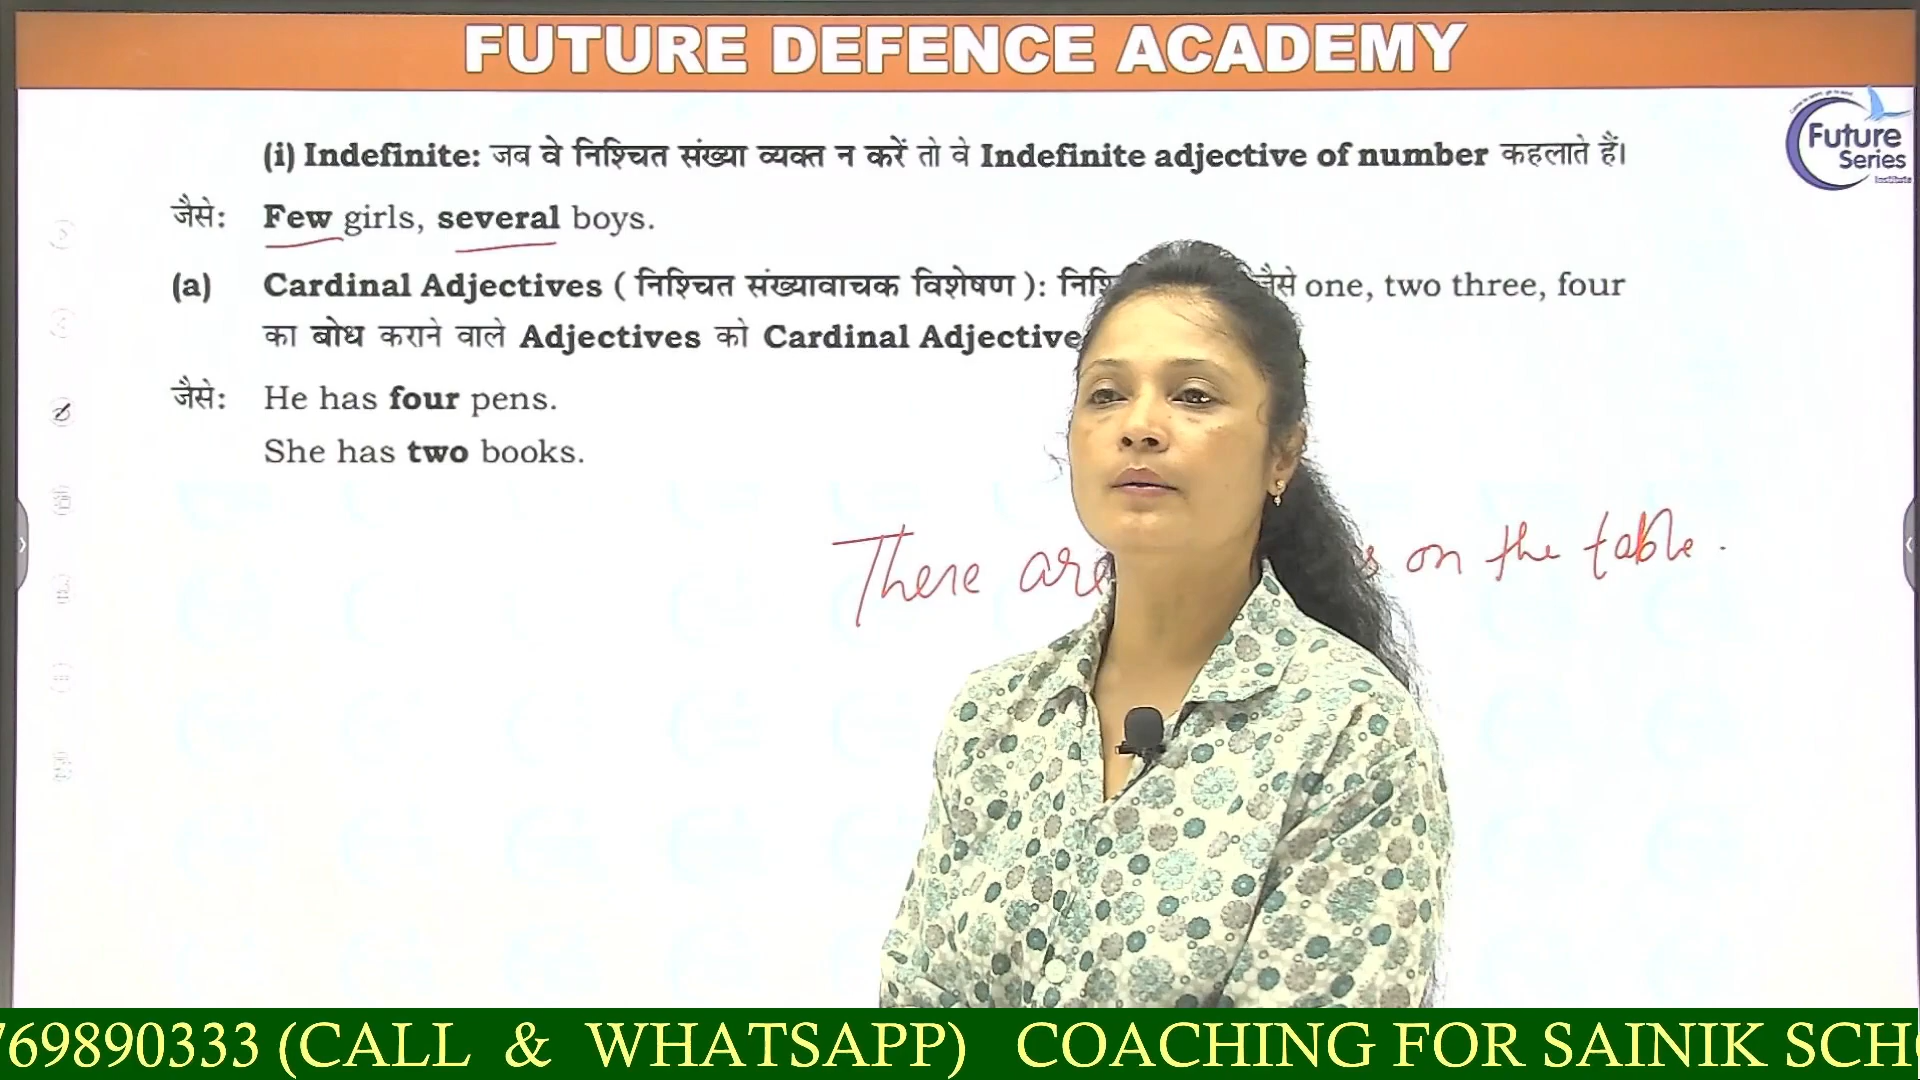 FUTURE DEFENCE ACADEMY
Future
Series
Institute
(i) Indefinite: जब वे निश्चित संख्या व्यक्त न करें तो वे Indefinite adjective of number कहलाते हैं।
जैसे: Few girls, several boys.
(a) Cardinal Adjectives ( निश्चित संख्यावाचक विशेषण ): जैसे one, two three, four
का बोध कराने वाले Adjectives को Cardinal Adjective
जैसे: He has four pens.
She has two books.
There are on the table.
769890333 (CALL & WHATSAPP) COACHING FOR SAINIK